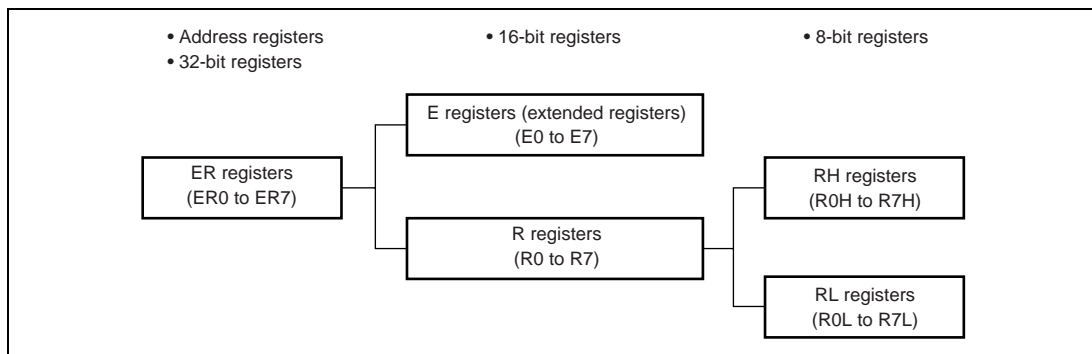 • Address registers
• 32-bit registers
• 16-bit registers
• 8-bit registers
E registers (extended registers)
(E0 to E7)
ER registers
(ER0 to ER7)
RH registers
(R0H to R7H)
R registers
(R0 to R7)
RL registers
(R0L to R7L)